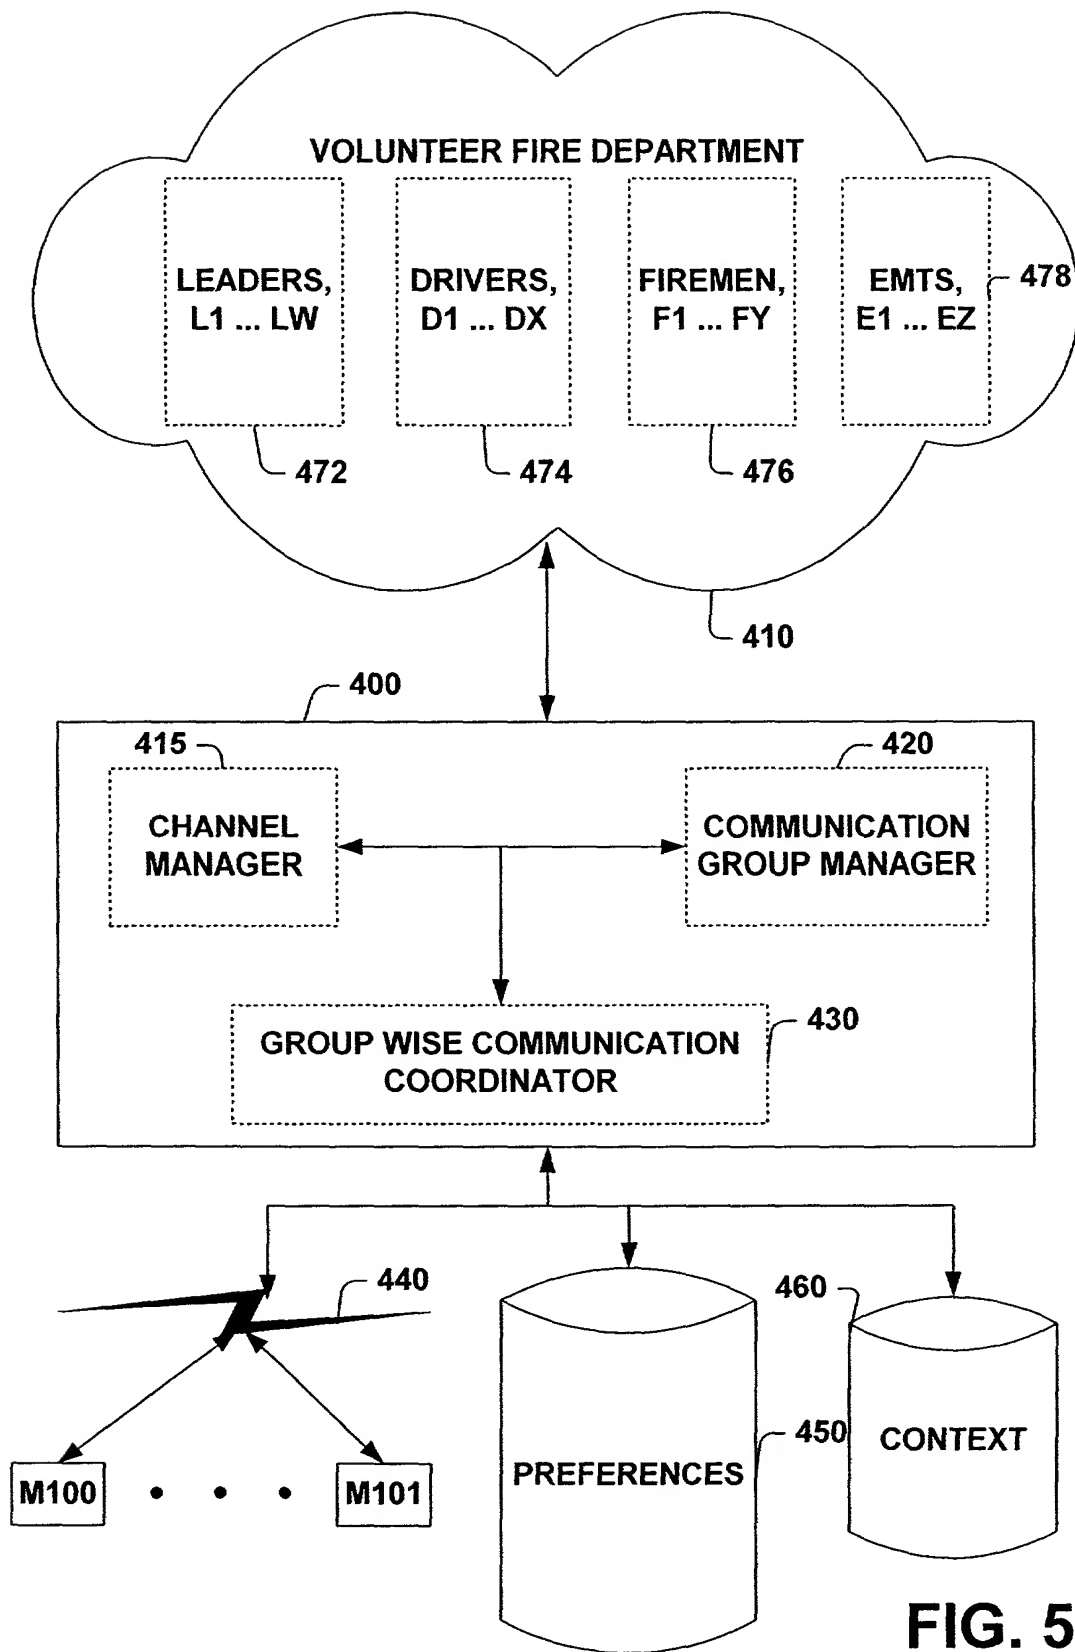 VOLUNTEER FIRE DEPARTMENT
LEADERS,
L1 ... LW
DRIVERS,
D1 ... DX
FIREMEN,
F1 ... FY
EMTS,
E1 ... EZ
478
472
474
476
410
400
415
420
CHANNEL
MANAGER
COMMUNICATION
GROUP MANAGER
430
GROUP WISE COMMUNICATION
COORDINATOR
440
460
450
PREFERENCES
CONTEXT
M100
M101
FIG. 5